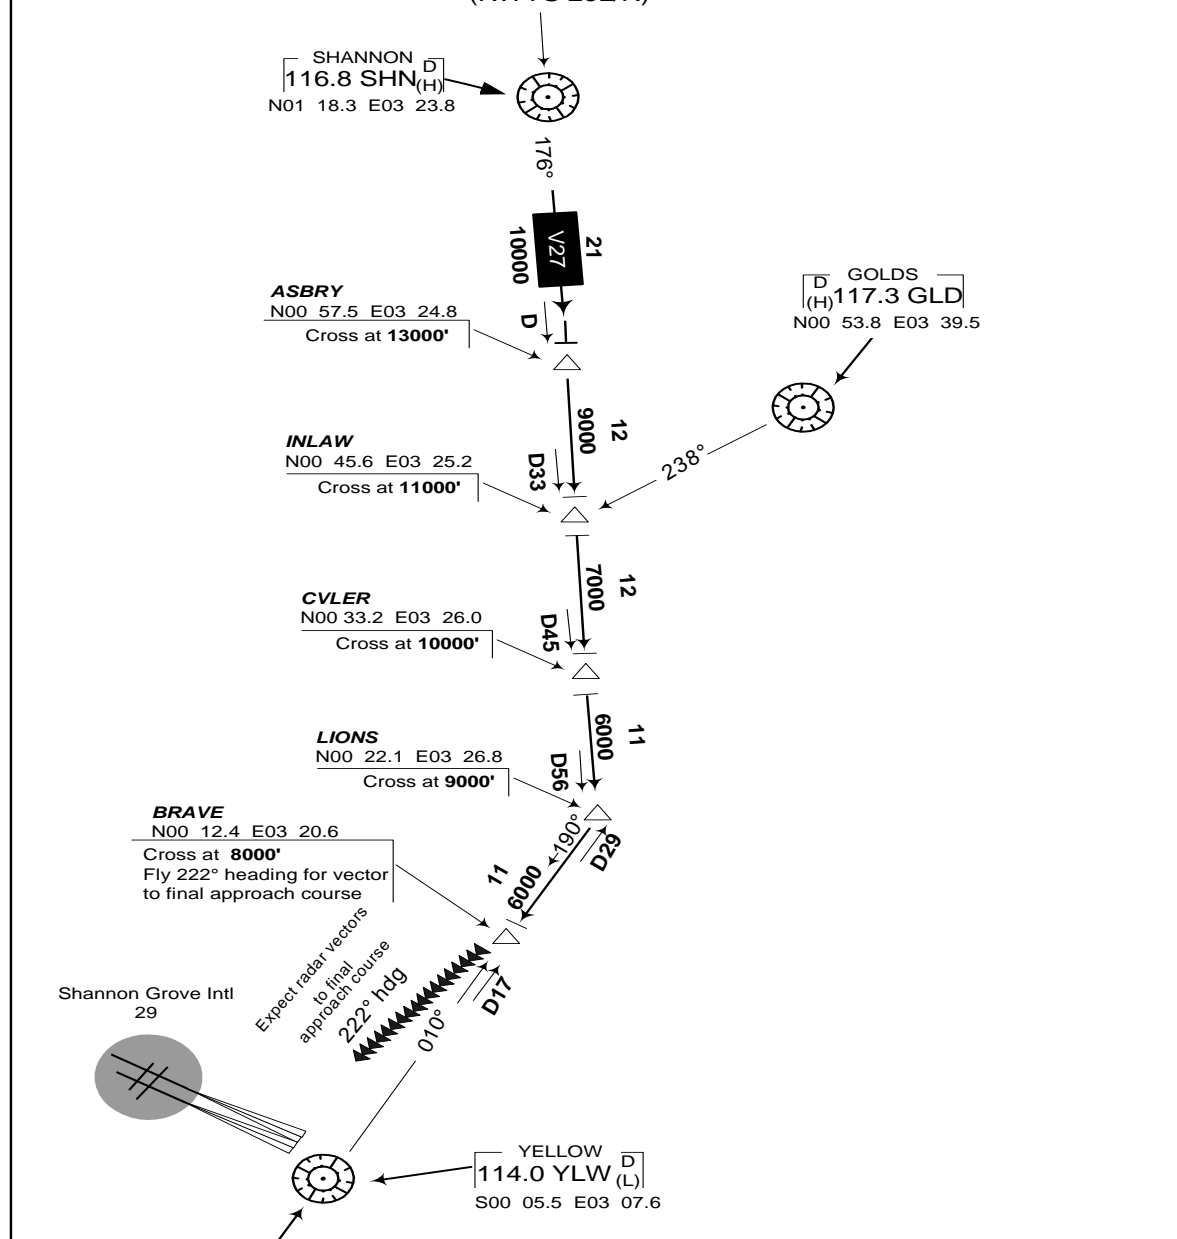 SHANNON
116.8 SHN D (H)
N01 18.3 E03 23.8
176°
V27
10000
21
D
ASBRY
N00 57.5 E03 24.8
Cross at 13000'
GOLDS
D (H) 117.3 GLD
N00 53.8 E03 39.5
9000
12
238°
INLAW
N00 45.6 E03 25.2
Cross at 11000'
D33
7000
12
CVLER
N00 33.2 E03 26.0
Cross at 10000'
D45
6000
11
LIONS
N00 22.1 E03 26.8
Cross at 9000'
D56
190°
D29
11
6000
BRAVE
N00 12.4 E03 20.6
Cross at 8000'
Fly 222° heading for vector
to final approach course
Expect radar vectors
to final
approach course
222° hdg
010°
D17
Shannon Grove Intl
29
YELLOW
114.0 YLW D (L)
S00 05.5 E03 07.6